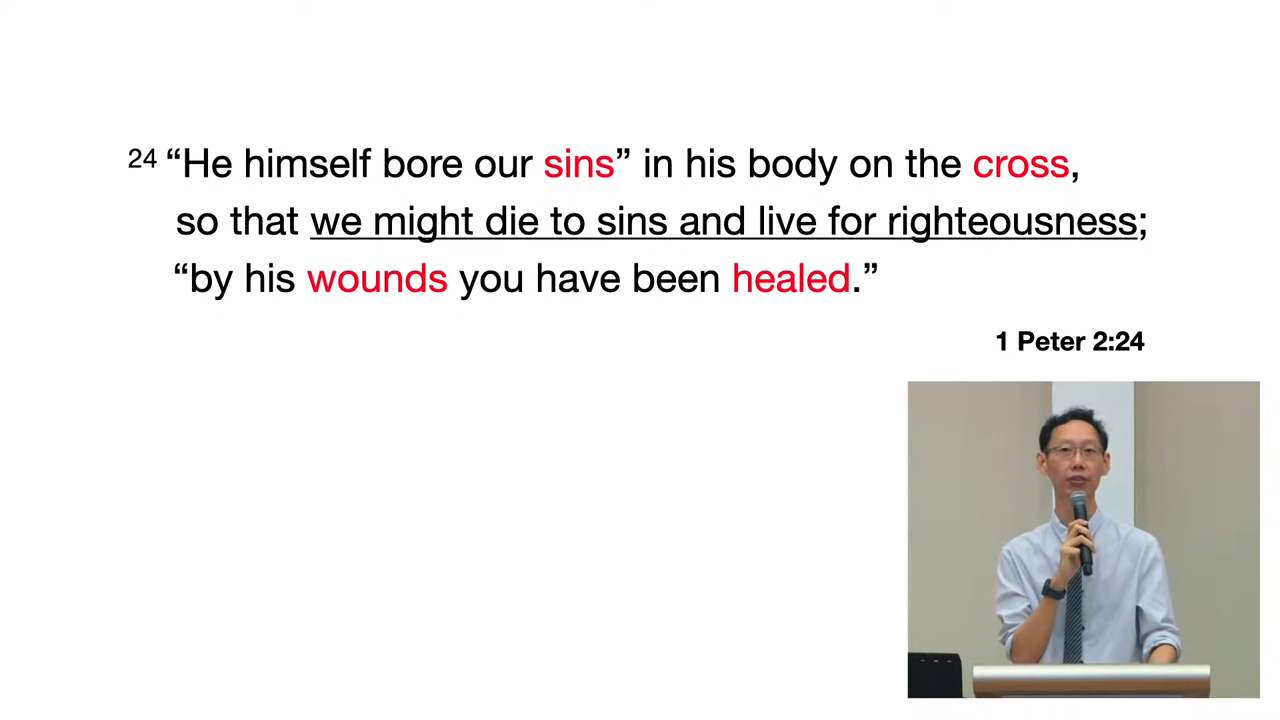 24 “He himself bore our sins” in his body on the cross,
so that we might die to sins and live for righteousness;
“by his wounds you have been healed.”
1 Peter 2:24